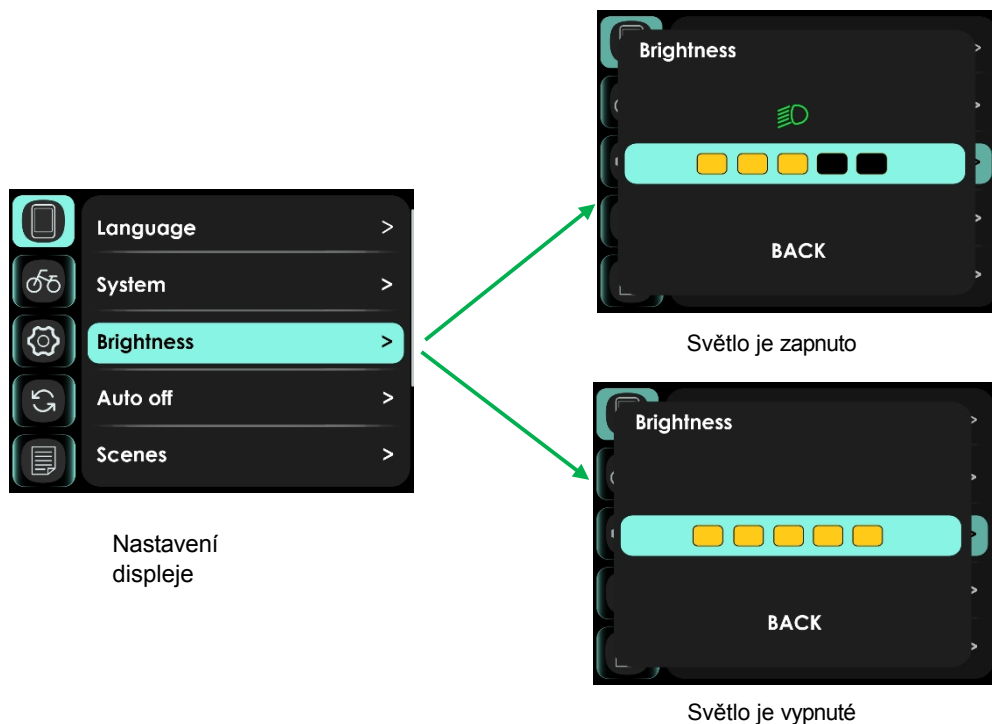 Language >
System >
Brightness >
Auto off >
Scenes >
Nastavení
displeje
Brightness
BACK
Světlo je zapnuto
Brightness
BACK
Světlo je vypnuté